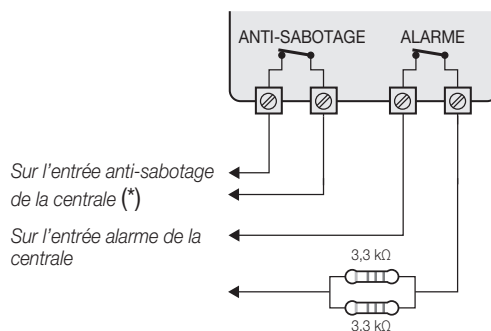 ANTI-SABOTAGE ALARME
Sur l'entrée anti-sabotage
de la centrale (*)
Sur l'entrée alarme de la
centrale
3,3 kΩ
3,3 kΩ